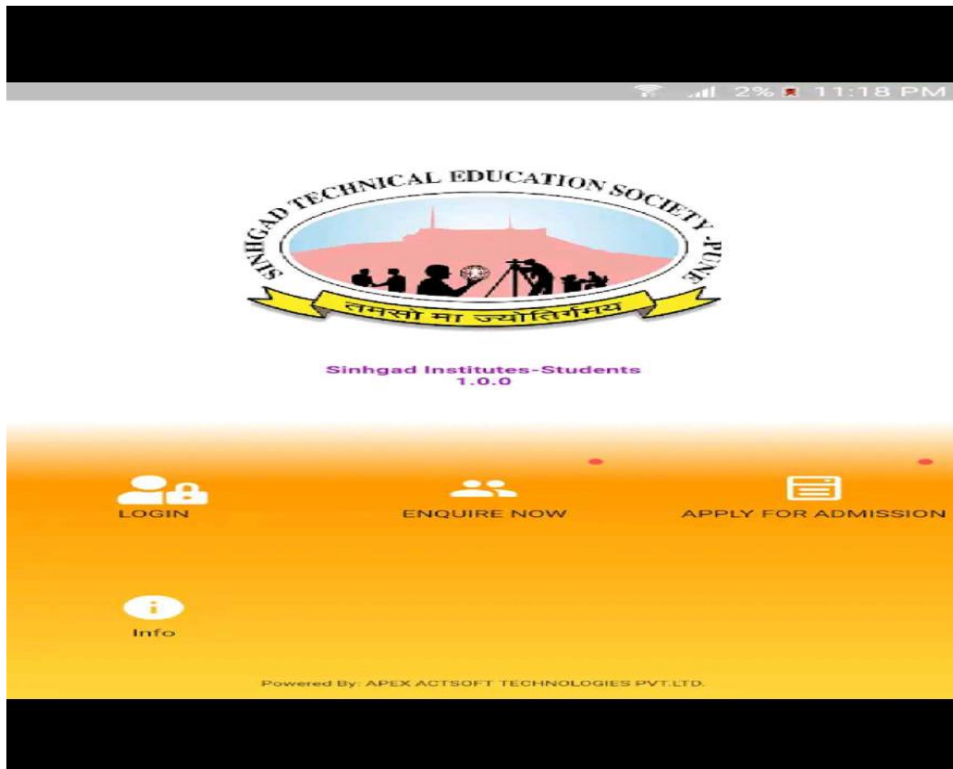 2% 11:18 PM
SINHGAD TECHNICAL EDUCATION SOCIETY - PUNE
तमसो मा ज्योतिर्गमय
Sinhgad Institutes-Students
1.0.0
LOGIN ENQUIRE NOW APPLY FOR ADMISSION
Info
Powered By: APEX ACTSOFT TECHNOLOGIES PVT.LTD.